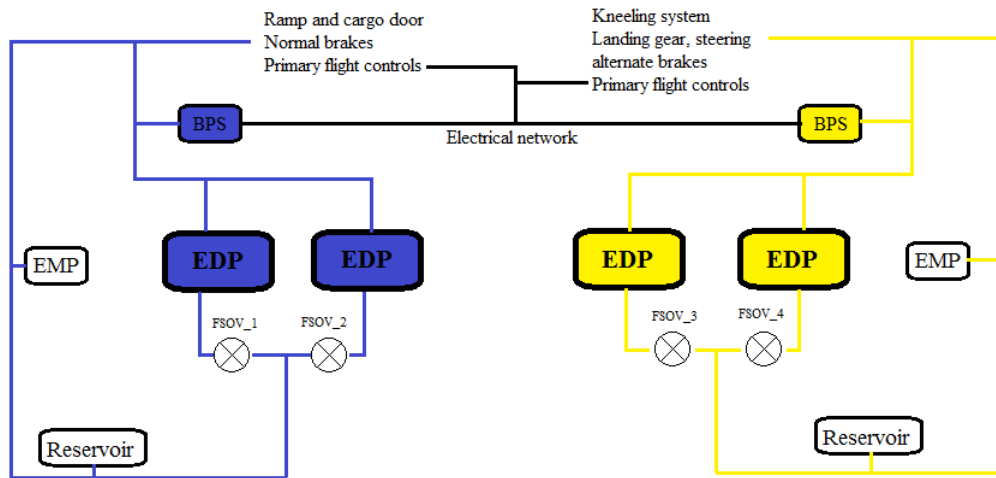 Ramp and cargo door
Normal brakes
Primary flight controls
Kneeling system
Landing gear, steering
alternate brakes
Primary flight controls
BPS
Electrical network
BPS
EDP
EDP
EDP
EDP
EMP
EMP
FSOV_1
FSOV_2
FSOV_3
FSOV_4
Reservoir
Reservoir